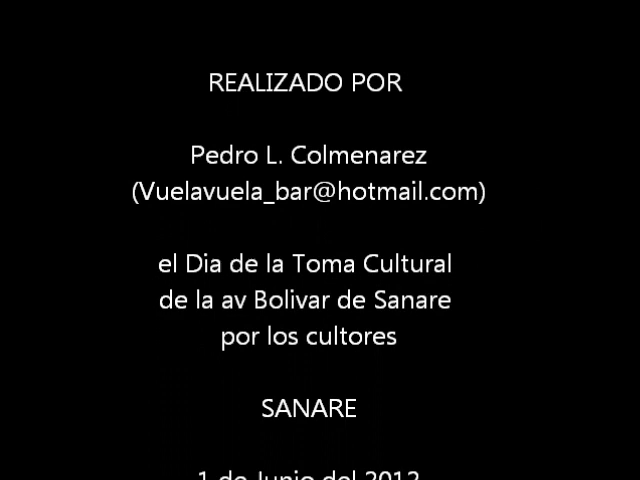 REALIZADO POR
Pedro L. Colmenarez
(Vuelavuela_bar@hotmail.com)
el Dia de la Toma Cultural
de la av Bolivar de Sanare
por los cultores
SANARE
1 de Junio del